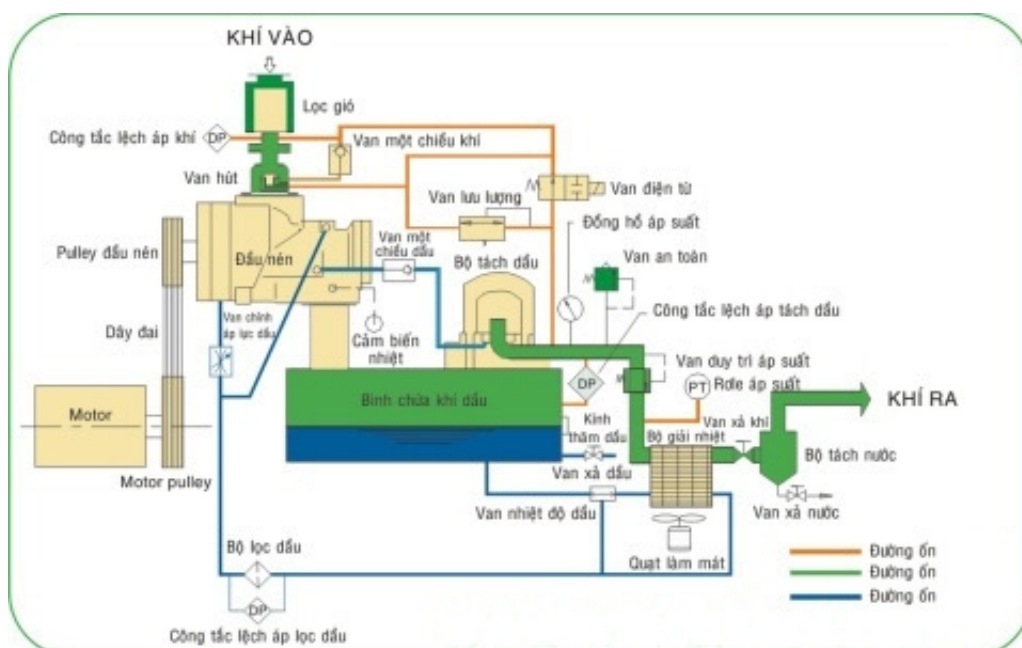 KHÍ VÀO
Lọc gió
Công tắc lệch áp khí
DP
Van một chiều khí
Van hút
Van điện từ
Van lưu lượng
Đồng hồ áp suất
Pulley đầu nén
Đầu nén
Van một
chiều dầu
Bộ tách dầu
Van an toàn
Công tắc lệch áp tách dầu
Van chỉnh
áp lực dầu
Dây đai
Cảm biến
nhiệt
Van duy trì áp suất
DP
PT
Rơle áp suất
KHÍ RA
Motor
Bình chứa khí dầu
Kính
thăm dầu
Van xả khí
Bộ giải nhiệt
Bộ tách nước
Motor pulley
Van xả dầu
Van nhiệt độ dầu
Van xả nước
Bộ lọc dầu
Quạt làm mát
Đường ốn
Đường ốn
Đường ốn
DP
Công tắc lệch áp lọc dầu